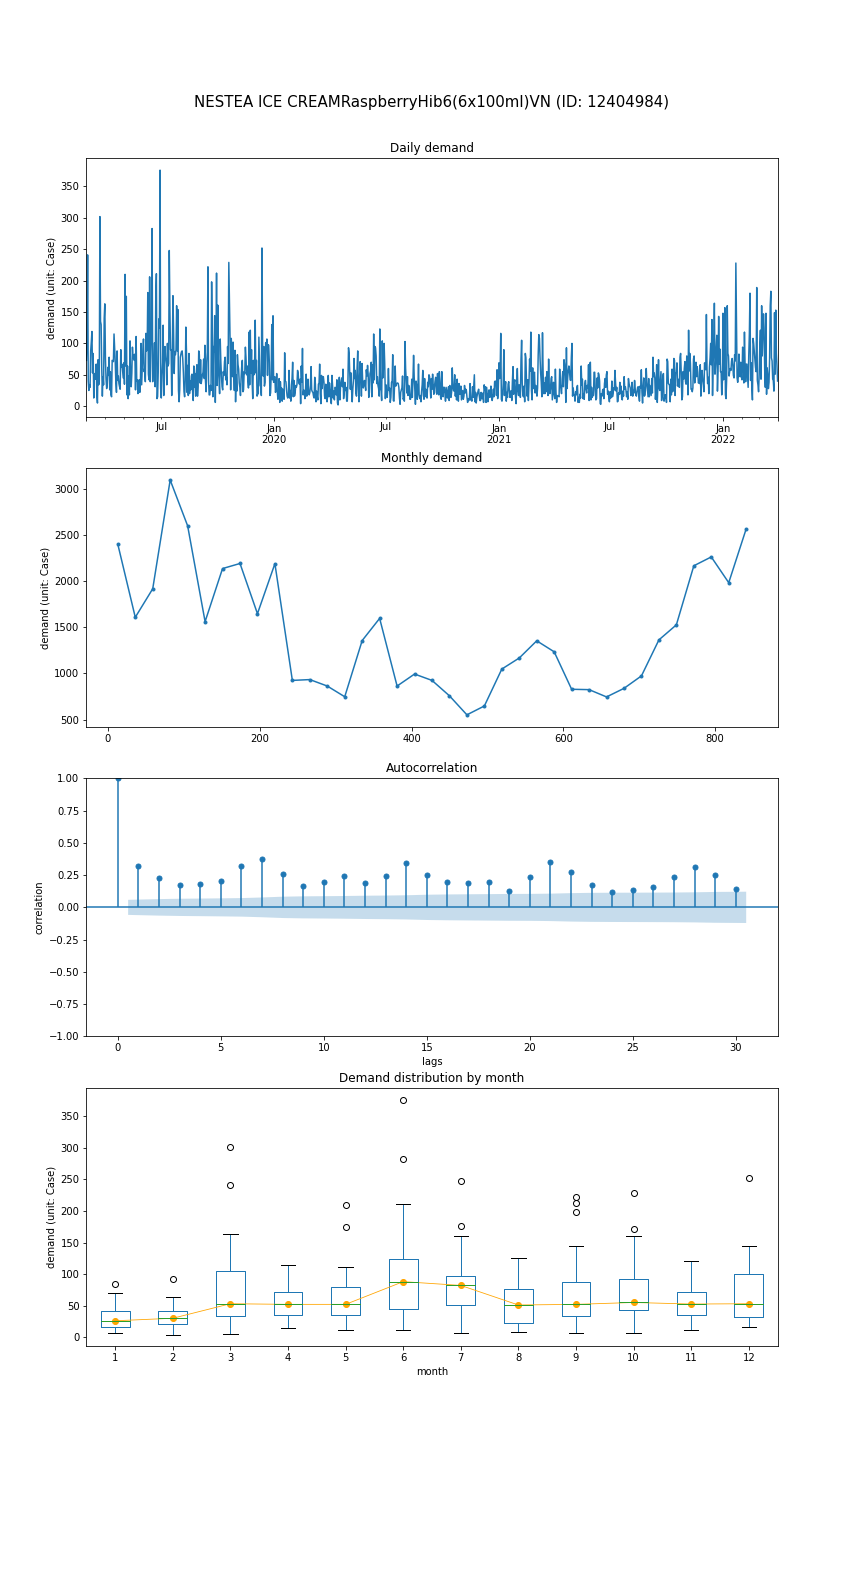 NESTEA ICE CREAMRaspberryHib6(6x100ml)VN (ID: 12404984)
Daily demand
demand (unit: Case)
350
300
250
200
150
100
50
0
Jul
Jan
2020
Jul
Jan
2021
Jul
Jan
2022
Monthly demand
demand (unit: Case)
3000
2500
2000
1500
1000
500
0 200 400 600 800
Autocorrelation
correlation
1.00
0.75
0.50
0.25
0.00
−0.25
−0.50
−0.75
−1.00
0 5 10 15 20 25 30
lags
Demand distribution by month
demand (unit: Case)
350
300
250
200
150
100
50
0
1 2 3 4 5 6 7 8 9 10 11 12
month